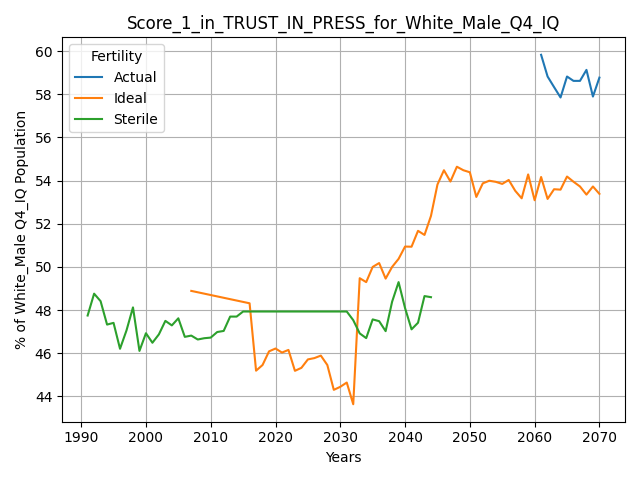 Score_1_in_TRUST_IN_PRESS_for_White_Male_Q4_IQ
Fertility
Actual
Ideal
Sterile
% of White_Male Q4_IQ Population
60
58
56
54
52
50
48
46
44
1990 2000 2010 2020 2030 2040 2050 2060 2070
Years